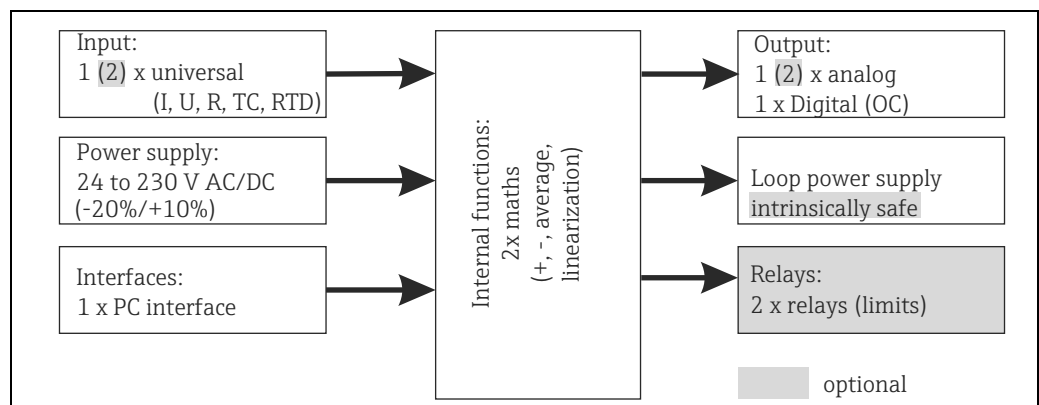 Input:
1 (2) x universal
(I, U, R, TC, RTD)
Power supply:
24 to 230 V AC/DC
(-20%/+10%)
Interfaces:
1 x PC interface
Internal functions:
2x maths
(+, -, average,
linearization)
Output:
1 (2) x analog
1 x Digital (OC)
Loop power supply
intrinsically safe
Relays:
2 x relays (limits)
optional